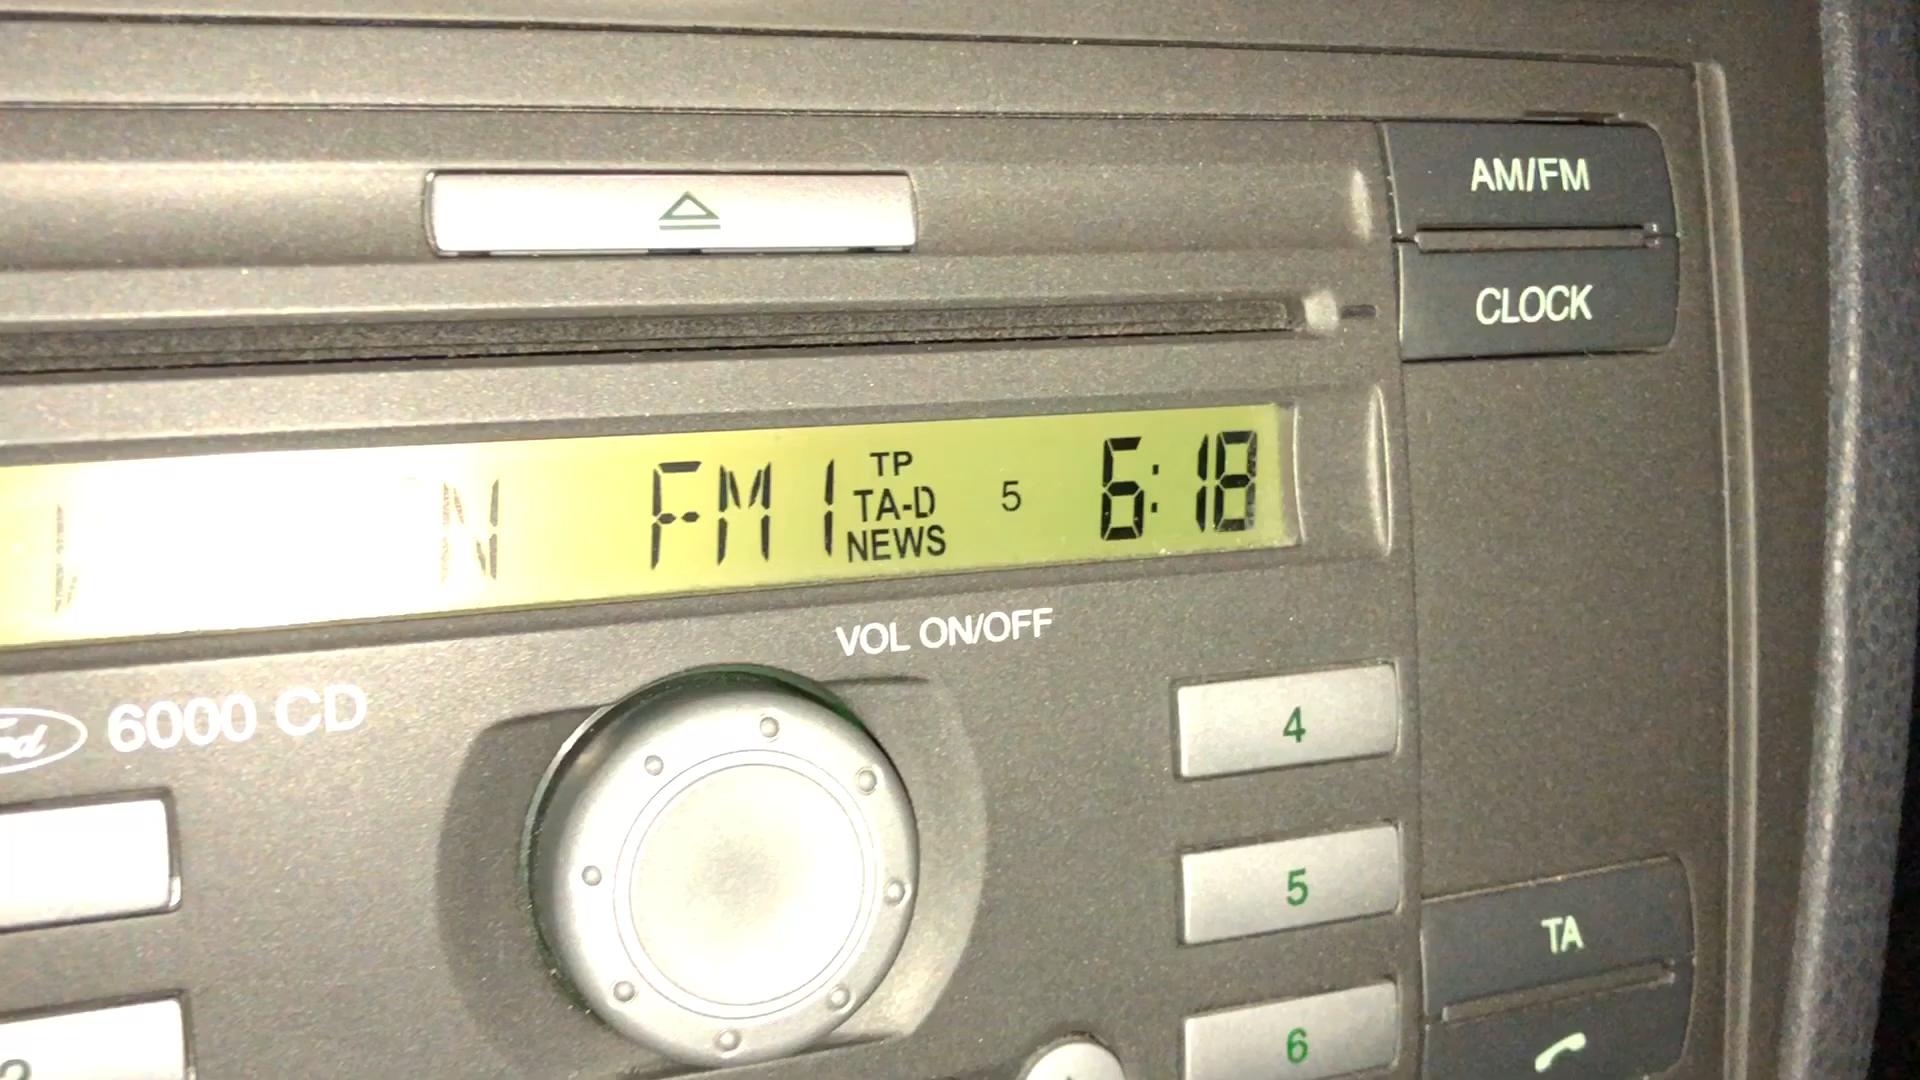 AM/FM
CLOCK
N FM1 TP 5 6:18
TA-D
NEWS
VOL ON/OFF
6000 CD
4
5
TA
6